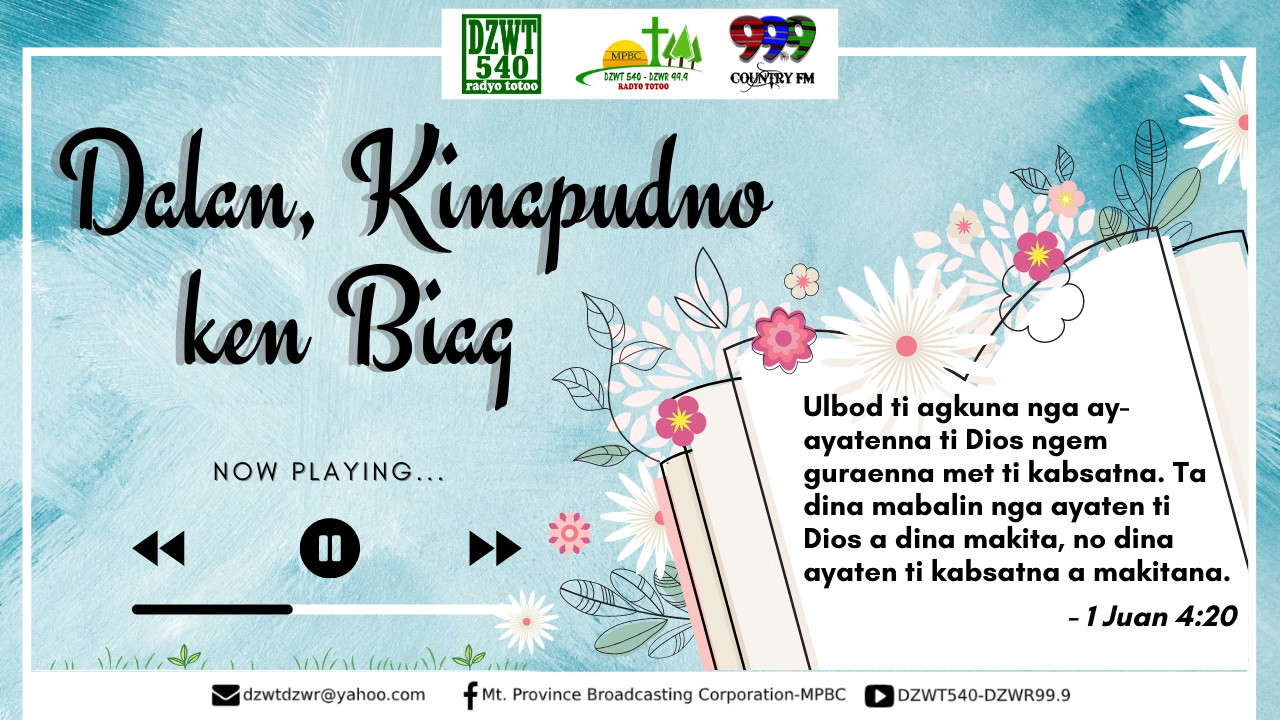 DZWT
540
radyo totoo
MPBC
DZWT 540 - DZWR 99.9
RADYO TOTOO
99.9
COUNTRY FM
Dalan, Kinapudno
ken Biag
NOW PLAYING...
Ulbod ti agkuna nga ay-
ayatenna ti Dios ngem
guraenna met ti kabsatna. Ta
dina mabalin nga ayaten ti
Dios a dina makita, no dina
ayaten ti kabsatna a makitana.
- 1 Juan 4:20
dzwtdzwr@yahoo.com
Mt. Province Broadcasting Corporation-MPBC
DZWT540-DZWR99.9